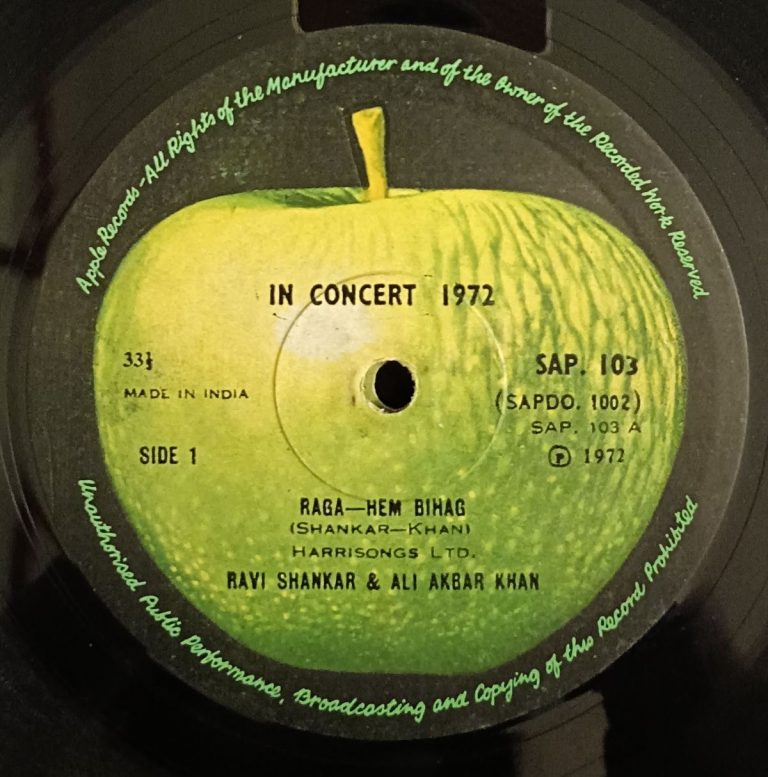 Apple Records - All Rights of the Manufacturer and of the Owner of the Recorded Work Reserved
IN CONCERT 1972
33⅓
MADE IN INDIA
SIDE 1
SAP. 103
(SAPDO. 1002)
SAP. 103 A
Ⓟ 1972
RAGA—HEM BIHAG
(SHANKAR—KHAN)
HARRISONGS LTD.
RAVI SHANKAR & ALI AKBAR KHAN
Unauthorised Public Performance, Broadcasting and Copying of this Record Prohibited